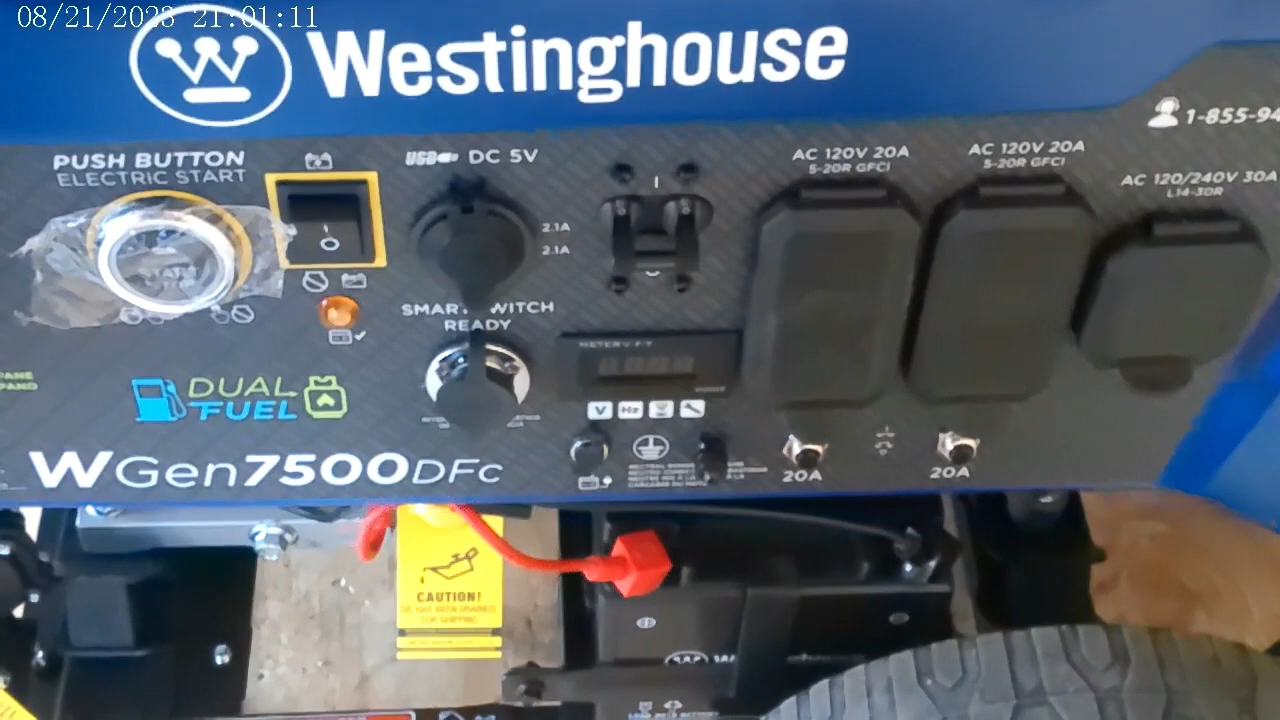 08/21/2023 21:01:11
Westinghouse
1-855-94
PUSH BUTTON
ELECTRIC START
USB DC 5V
AC 120V 20A
5-20R GFCI
AC 120V 20A
5-20R GFCI
AC 120/240V 30A
L14-30R
2.1A
2.1A
SMART SWITCH
READY
START
DUAL
FUEL
V Hz
WGen7500DFc
20A
20A
CAUTION!
OIL HAS BEEN DRAINED
FOR SHIPPING